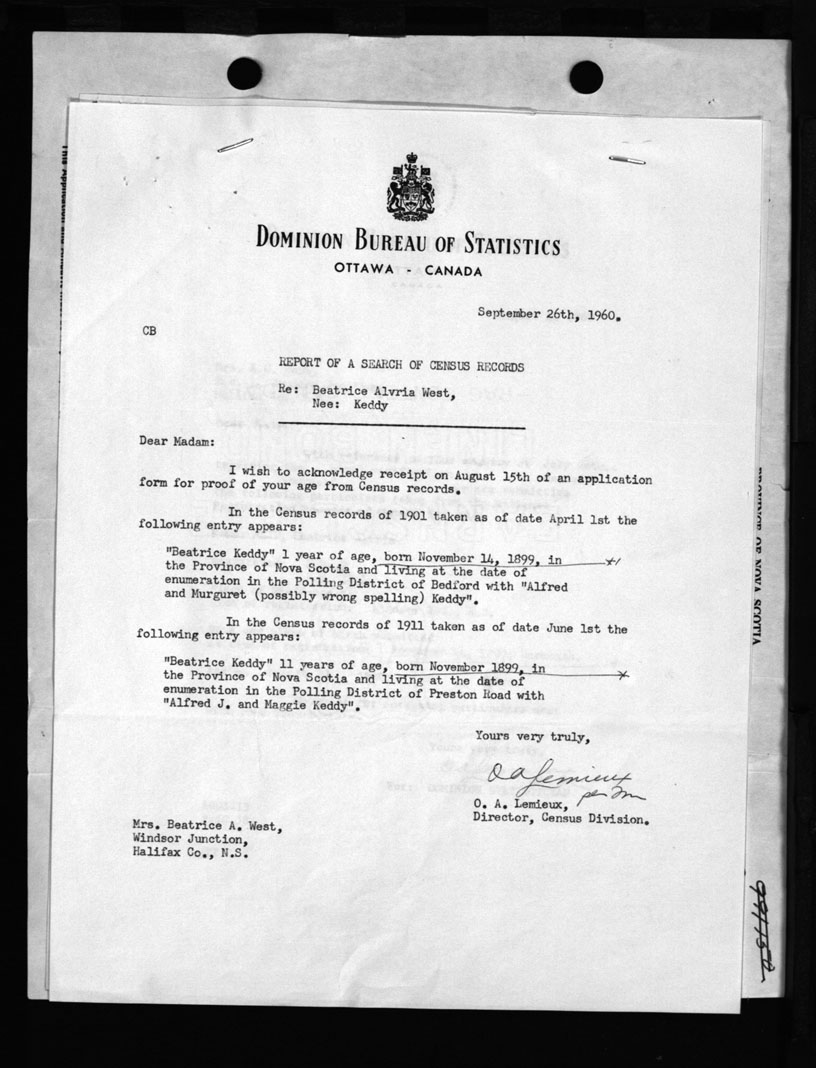 DOMINION BUREAU OF STATISTICS
OTTAWA - CANADA
September 26th, 1960.
CB
REPORT OF A SEARCH OF CENSUS RECORDS
Re: Beatrice Alvria West,
Nee: Keddy
Dear Madam:
I wish to acknowledge receipt on August 15th of an application
form for proof of your age from Census records.
In the Census records of 1901 taken as of date April 1st the
following entry appears:
"Beatrice Keddy" 1 year of age, born November 14, 1899, in
the Province of Nova Scotia and living at the date of
enumeration in the Polling District of Bedford with "Alfred
and Murguret (possibly wrong spelling) Keddy".
In the Census records of 1911 taken as of date June 1st the
following entry appears:
"Beatrice Keddy" 11 years of age, born November 1899, in
the Province of Nova Scotia and living at the date of
enumeration in the Polling District of Preston Road with
"Alfred J. and Maggie Keddy".
Yours very truly,
O A Lemieux
per
O. A. Lemieux,
Director, Census Division.
Mrs. Beatrice A. West,
Windsor Junction,
Halifax Co., N.S.
This Application and
PROVINCE OF NOVA SCOTIA